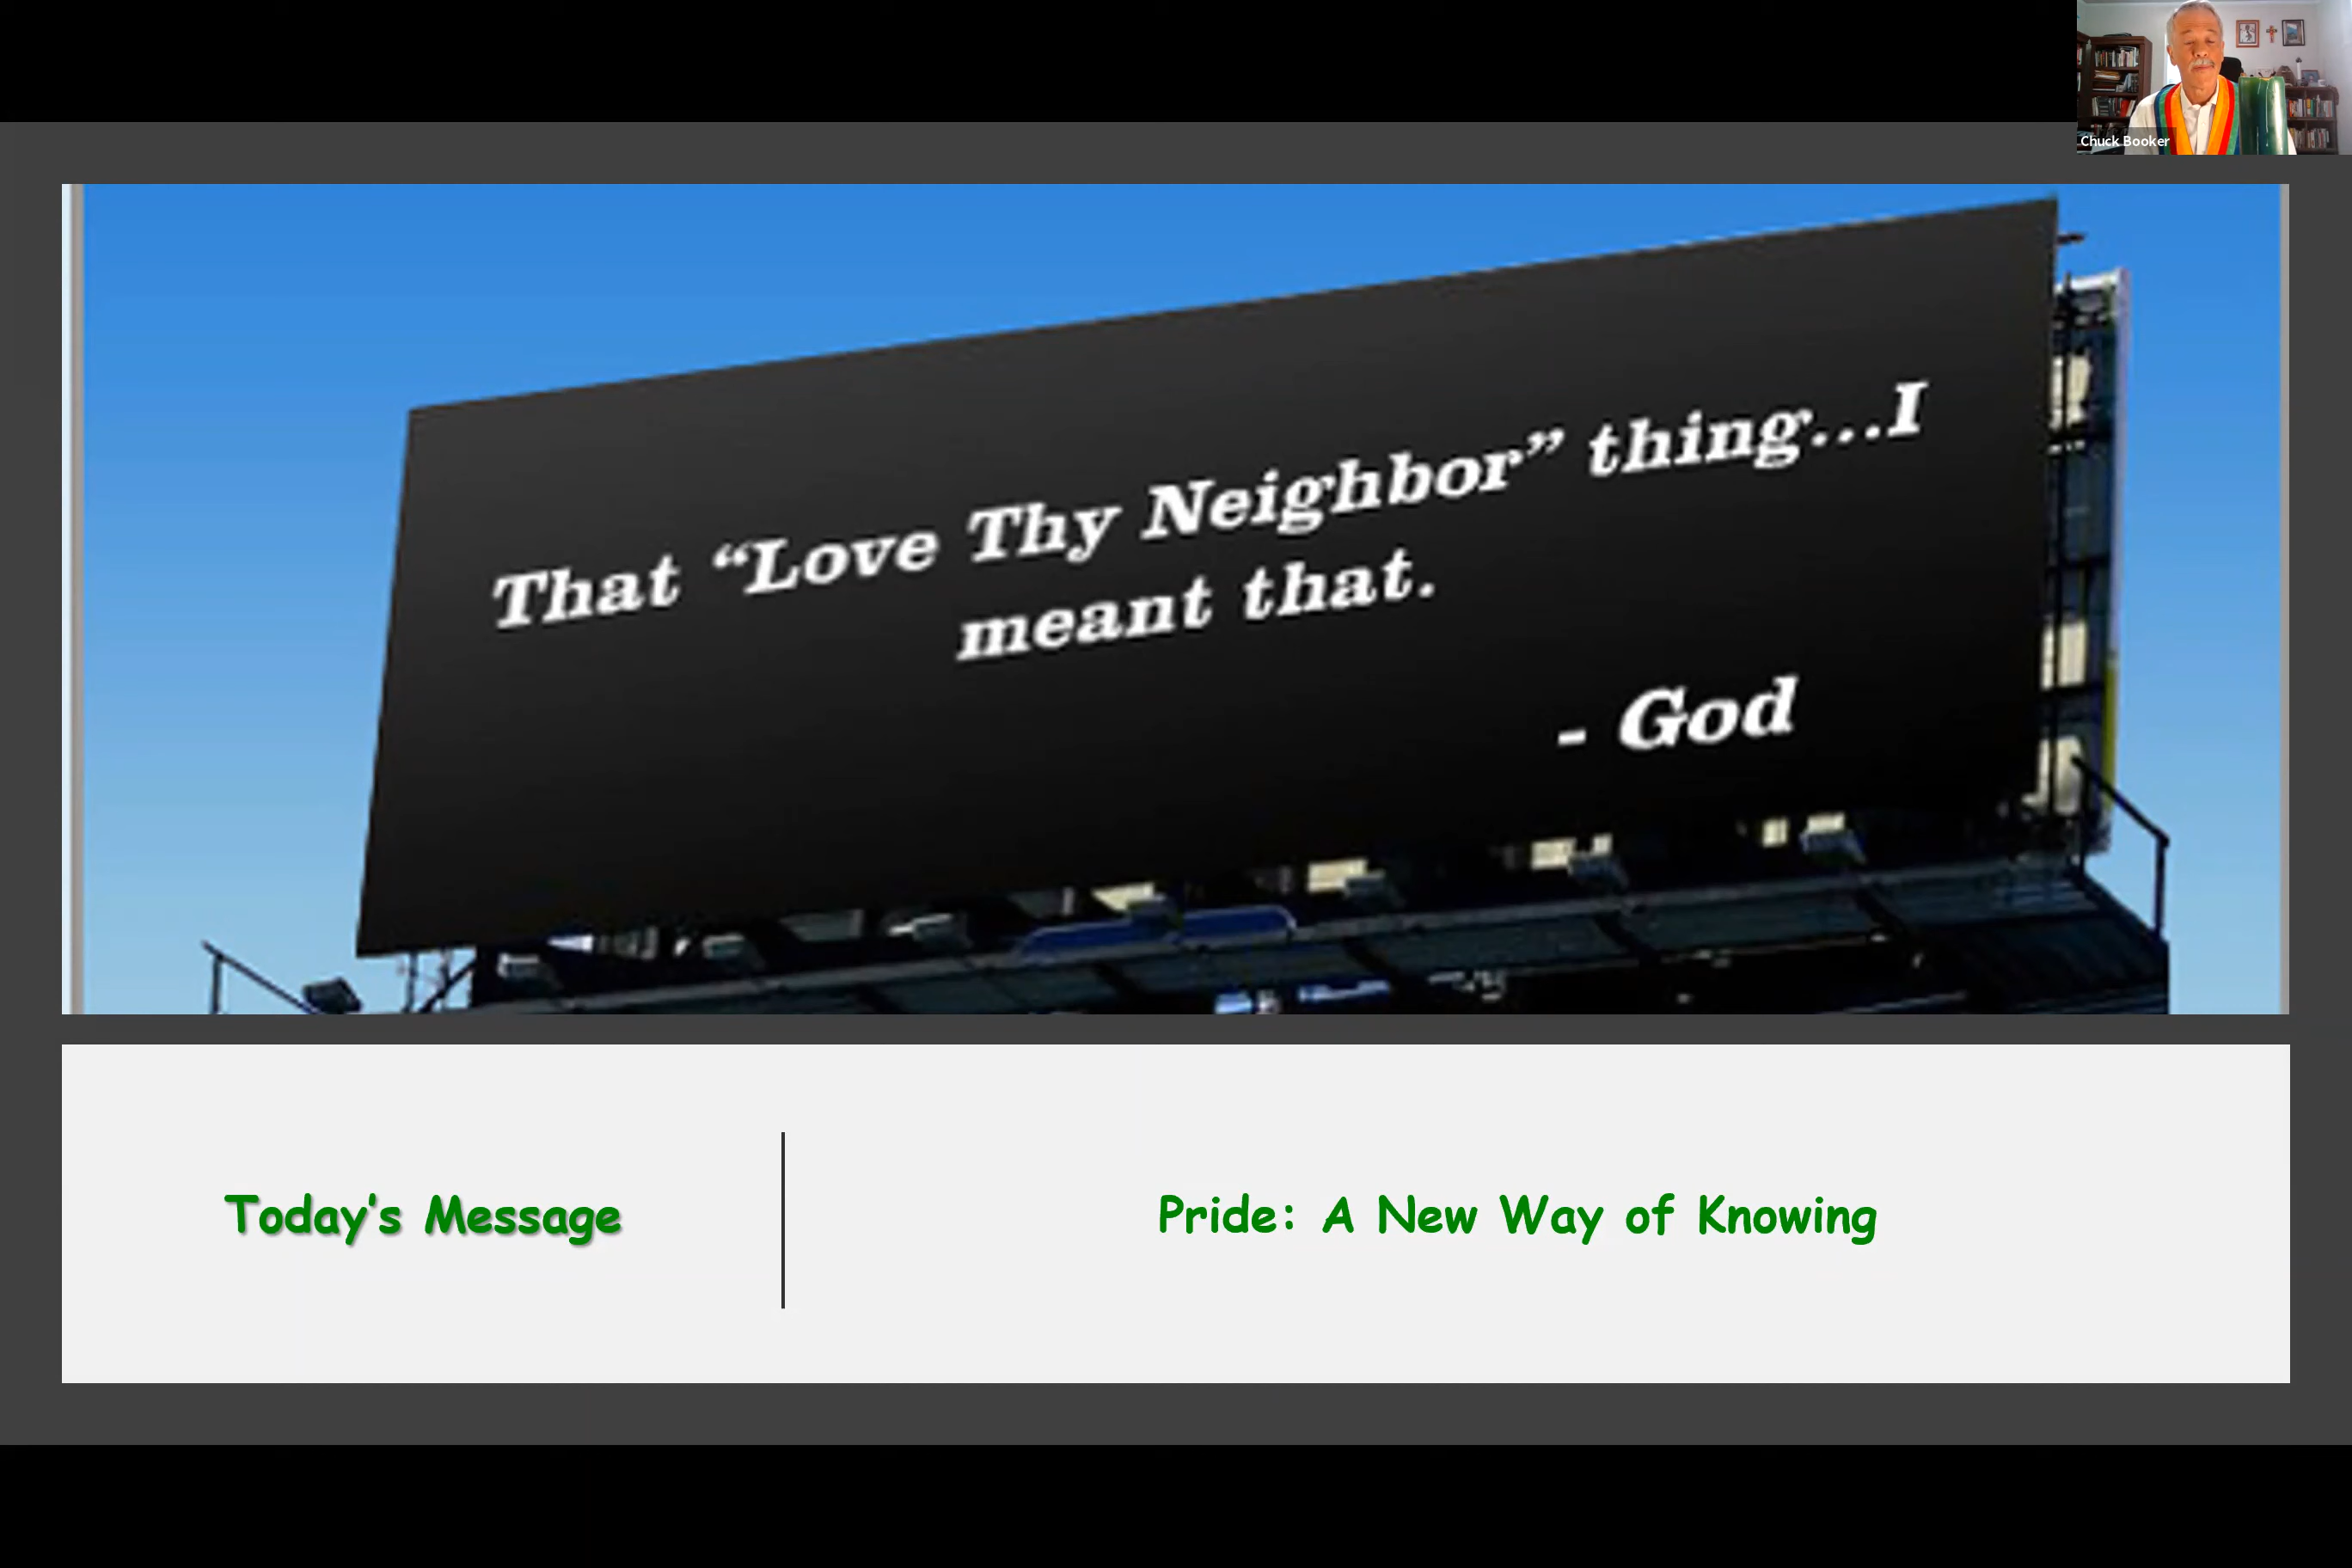 Chuck Booker
That “Love Thy Neighbor” thing...I
meant that.
- God
Today's Message
Pride: A New Way of Knowing